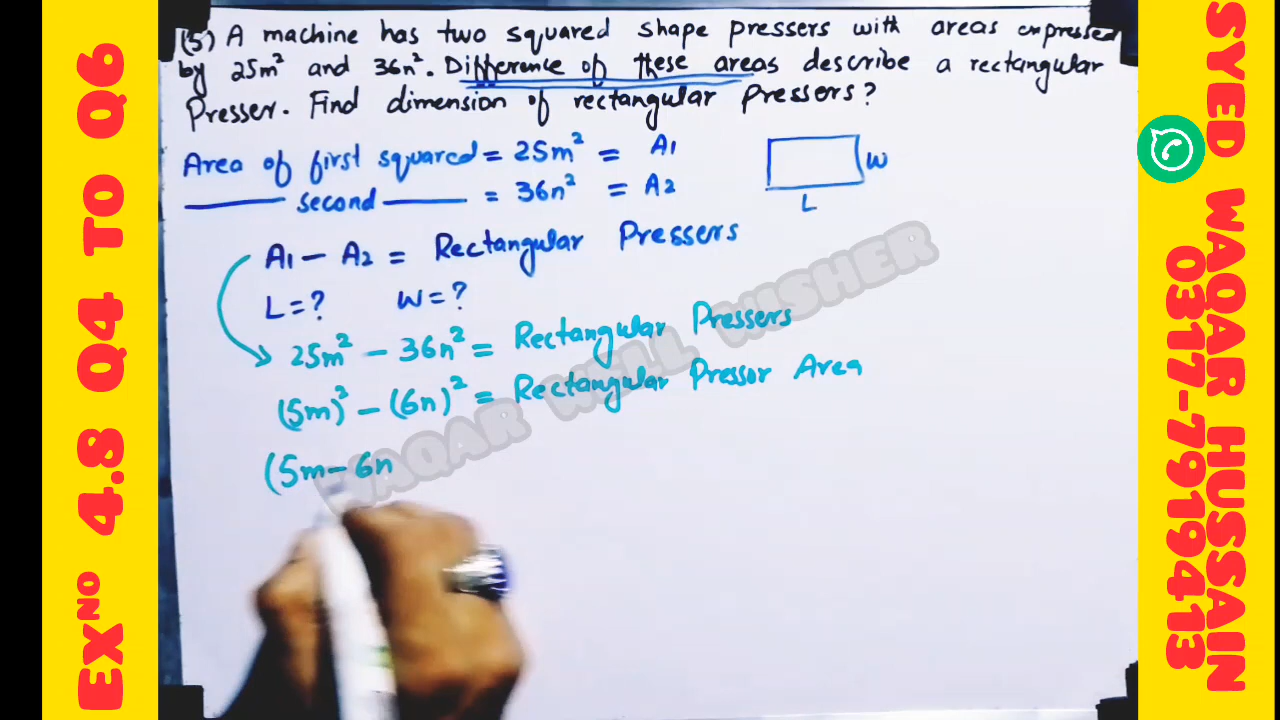 EXNO 4.8 Q4 TO Q6
(5) A machine has two squared shape pressers with areas expressed
by 25m² and 36n². Difference of these areas describe a rectangular
Presser. Find dimension of rectangular Pressers?
Area of first squared = 25m² = A1
second = 36n² = A2
W
L
A1 - A2 = Rectangular Pressers
L = ? W = ?
25m² - 36n² = Rectangular Pressers
(5m)² - (6n)² = Rectangular Pressor Area
(5m - 6n
WAQAR WELL WISHER
SYED WAQAR HUSSAIN
0317-7919413